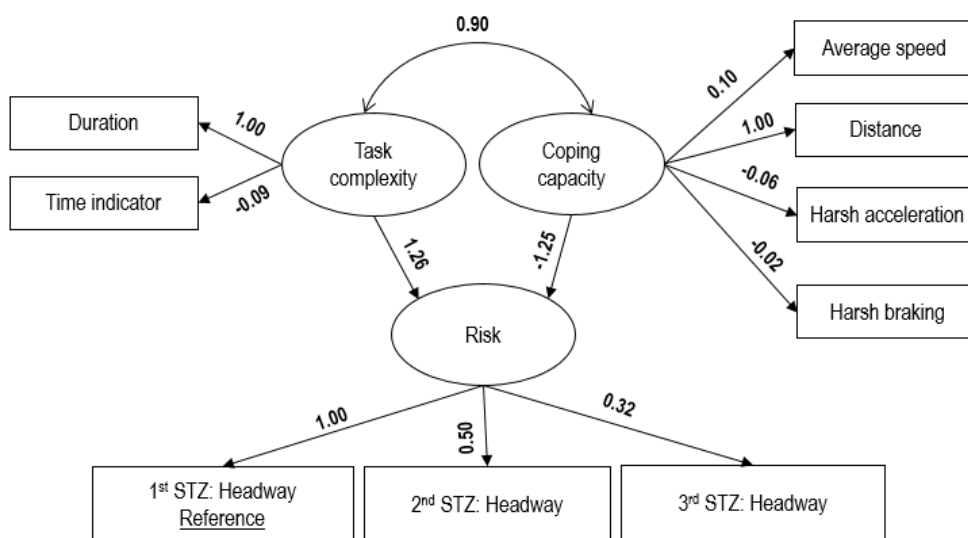 0.90
Average speed
0.10
Duration
1.00
Task
complexity
Coping
capacity
1.00
Distance
Time indicator
-0.09
-0.06
Harsh acceleration
1.26
-1.25
-0.02
Harsh braking
Risk
1.00
0.50
0.32
1st STZ: Headway
Reference
2nd STZ: Headway
3rd STZ: Headway